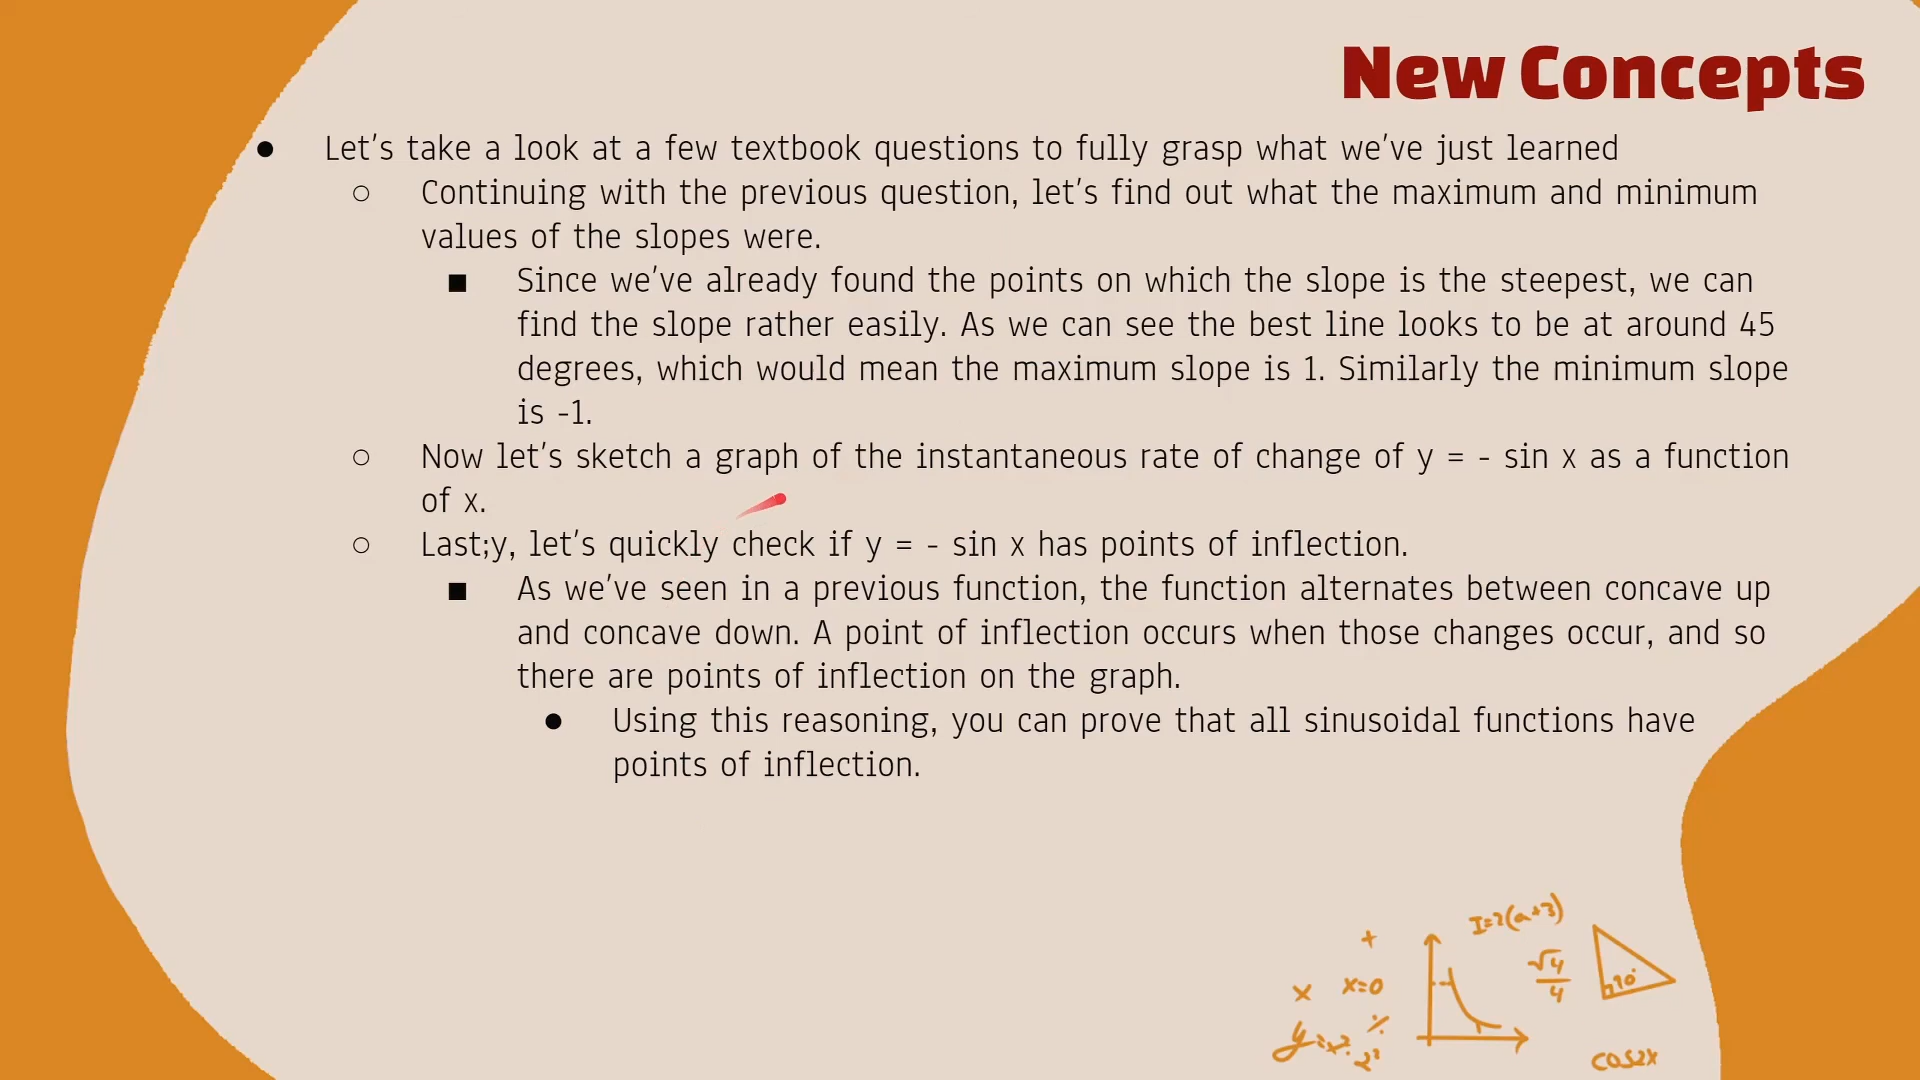 New Concepts
● Let's take a look at a few textbook questions to fully grasp what we've just learned
○ Continuing with the previous question, let's find out what the maximum and minimum
values of the slopes were.
■ Since we've already found the points on which the slope is the steepest, we can
find the slope rather easily. As we can see the best line looks to be at around 45
degrees, which would mean the maximum slope is 1. Similarly the minimum slope
is -1.
○ Now let's sketch a graph of the instantaneous rate of change of y = - sin x as a function
of x.
○ Last;y, let's quickly check if y = - sin x has points of inflection.
■ As we've seen in a previous function, the function alternates between concave up
and concave down. A point of inflection occurs when those changes occur, and so
there are points of inflection on the graph.
● Using this reasoning, you can prove that all sinusoidal functions have
points of inflection.
I=2(a+3)
+
√4/4
90°
x x=0
cos2x